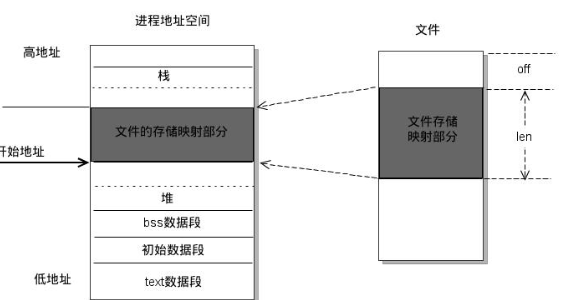 进程地址空间
文件
高地址
栈
off
文件的存储映射部分
文件存储
映射部分
len
开始地址
堆
bss数据段
初始数据段
低地址
text数据段